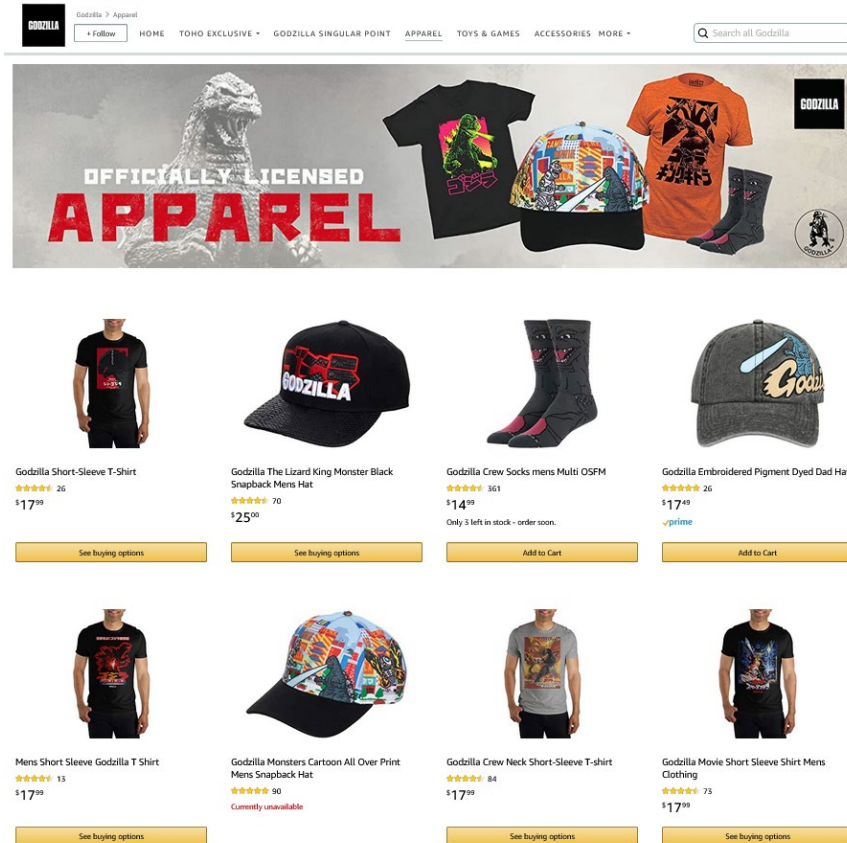 GODZILLA
Godzilla > Apparel
+ Follow
HOME
TOHO EXCLUSIVE
GODZILLA SINGULAR POINT
APPAREL
TOYS & GAMES
ACCESSORIES
MORE
Search all Godzilla
OFFICIALLY LICENSED
APPAREL
ゴジラ
GODZILLA
GODZILLA
GODZILLA
Godzilla Short-Sleeve T-Shirt
26
$17.99
See buying options
Godzilla The Lizard King Monster Black
Snapback Mens Hat
70
$25.00
See buying options
Godzilla Crew Socks mens Multi OSFM
361
$14.99
Only 3 left in stock - order soon.
Add to Cart
Godzilla Embroidered Pigment Dyed Dad Hat
26
$17.49
prime
Add to Cart
Mens Short Sleeve Godzilla T Shirt
13
$17.99
See buying options
Godzilla Monsters Cartoon All Over Print
Mens Snapback Hat
90
Currently unavailable
Godzilla Crew Neck Short-Sleeve T-shirt
84
$17.99
See buying options
Godzilla Movie Short Sleeve Shirt Mens
Clothing
73
$17.99
See buying options